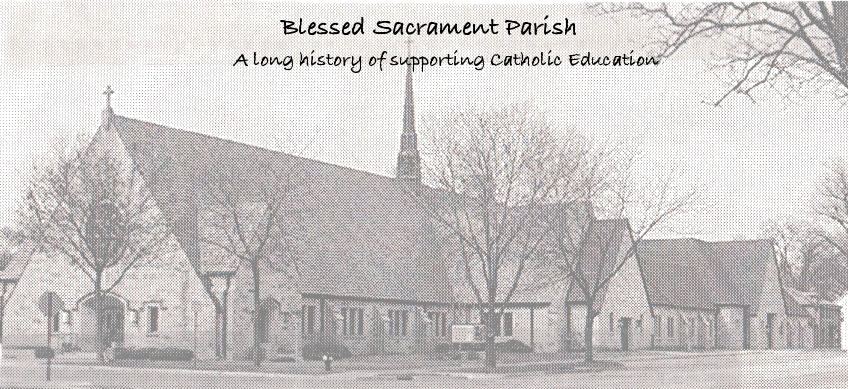 Blessed Sacrament Parish
A long history of supporting Catholic Education